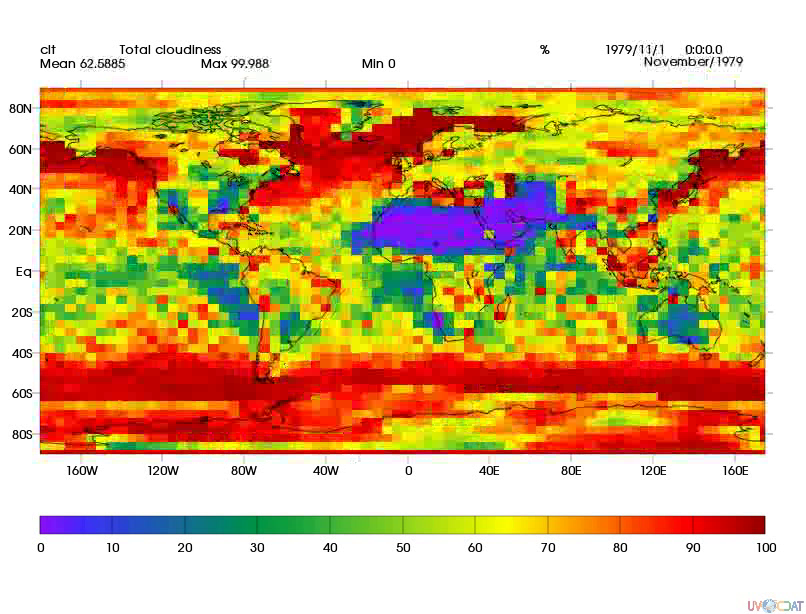 clt Total cloudiness % 1979/11/1 0:0:0.0
Mean 62.5885 Max 99.988 Min 0 November/1979
80N
60N
40N
20N
Eq
20S
40S
60S
80S
160W 120W 80W 40W 0 40E 80E 120E 160E
0 10 20 30 40 50 60 70 80 90 100
UV CDAT